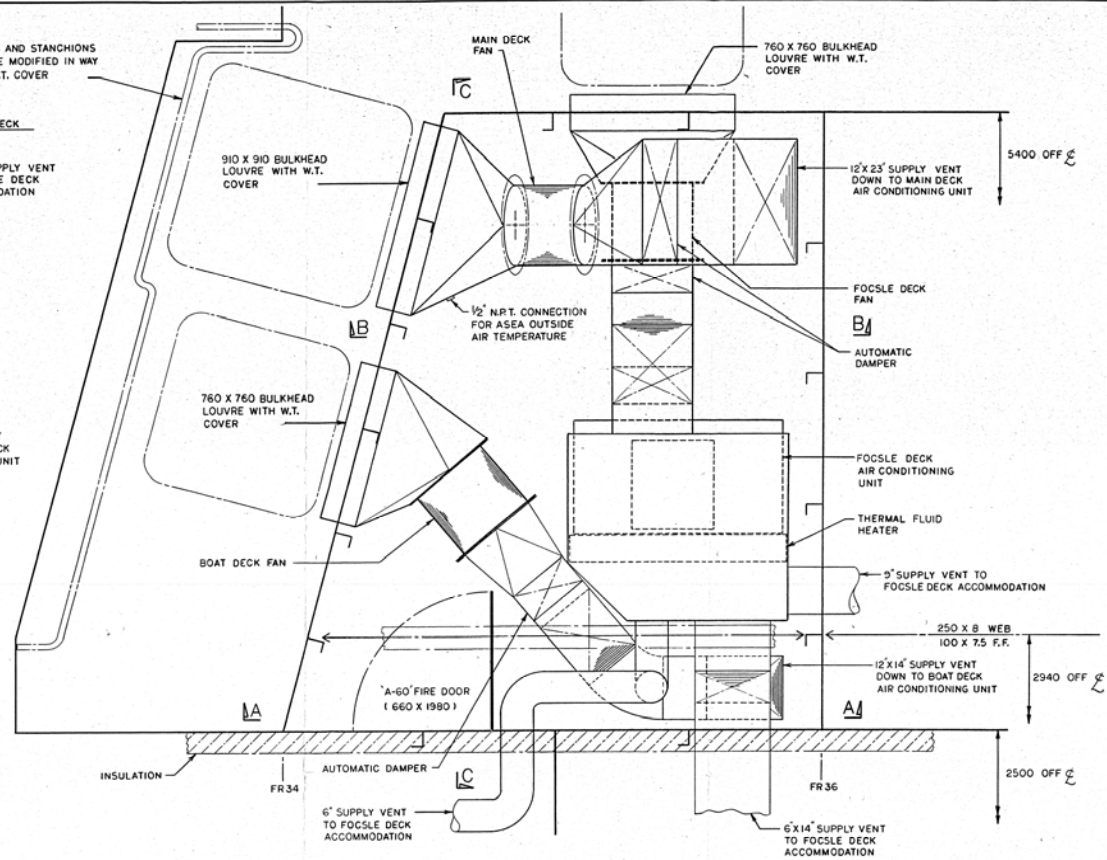 AND STANCHIONS
E MODIFIED IN WAY
.T. COVER
ECK
UPPLY VENT
E DECK
DATION
CK
UNIT
MAIN DECK
FAN
C
760 X 760 BULKHEAD
LOUVRE WITH W.T.
COVER
910 X 910 BULKHEAD
LOUVRE WITH W.T.
COVER
5400 OFF ℄
12"X 23" SUPPLY VENT
DOWN TO MAIN DECK
AIR CONDITIONING UNIT
B
1/2" N.P.T. CONNECTION
FOR ASEA OUTSIDE
AIR TEMPERATURE
FOCSLE DECK
FAN
B
AUTOMATIC
DAMPER
760 X 760 BULKHEAD
LOUVRE WITH W.T.
COVER
FOCSLE DECK
AIR CONDITIONING
UNIT
THERMAL FLUID
HEATER
BOAT DECK FAN
9" SUPPLY VENT TO
FOCSLE DECK ACCOMMODATION
250 X 8 WEB
100 X 7.5 F.F.
12"X14" SUPPLY VENT
DOWN TO BOAT DECK
AIR CONDITIONING UNIT
2940 OFF ℄
"A-60" FIRE DOOR
( 660 X 1980 )
A
A
INSULATION
AUTOMATIC DAMPER
C
FR34
FR36
2500 OFF ℄
6" SUPPLY VENT
TO FOCSLE DECK
ACCOMMODATION
6"X14" SUPPLY VENT
TO FOCSLE DECK
ACCOMMODATION